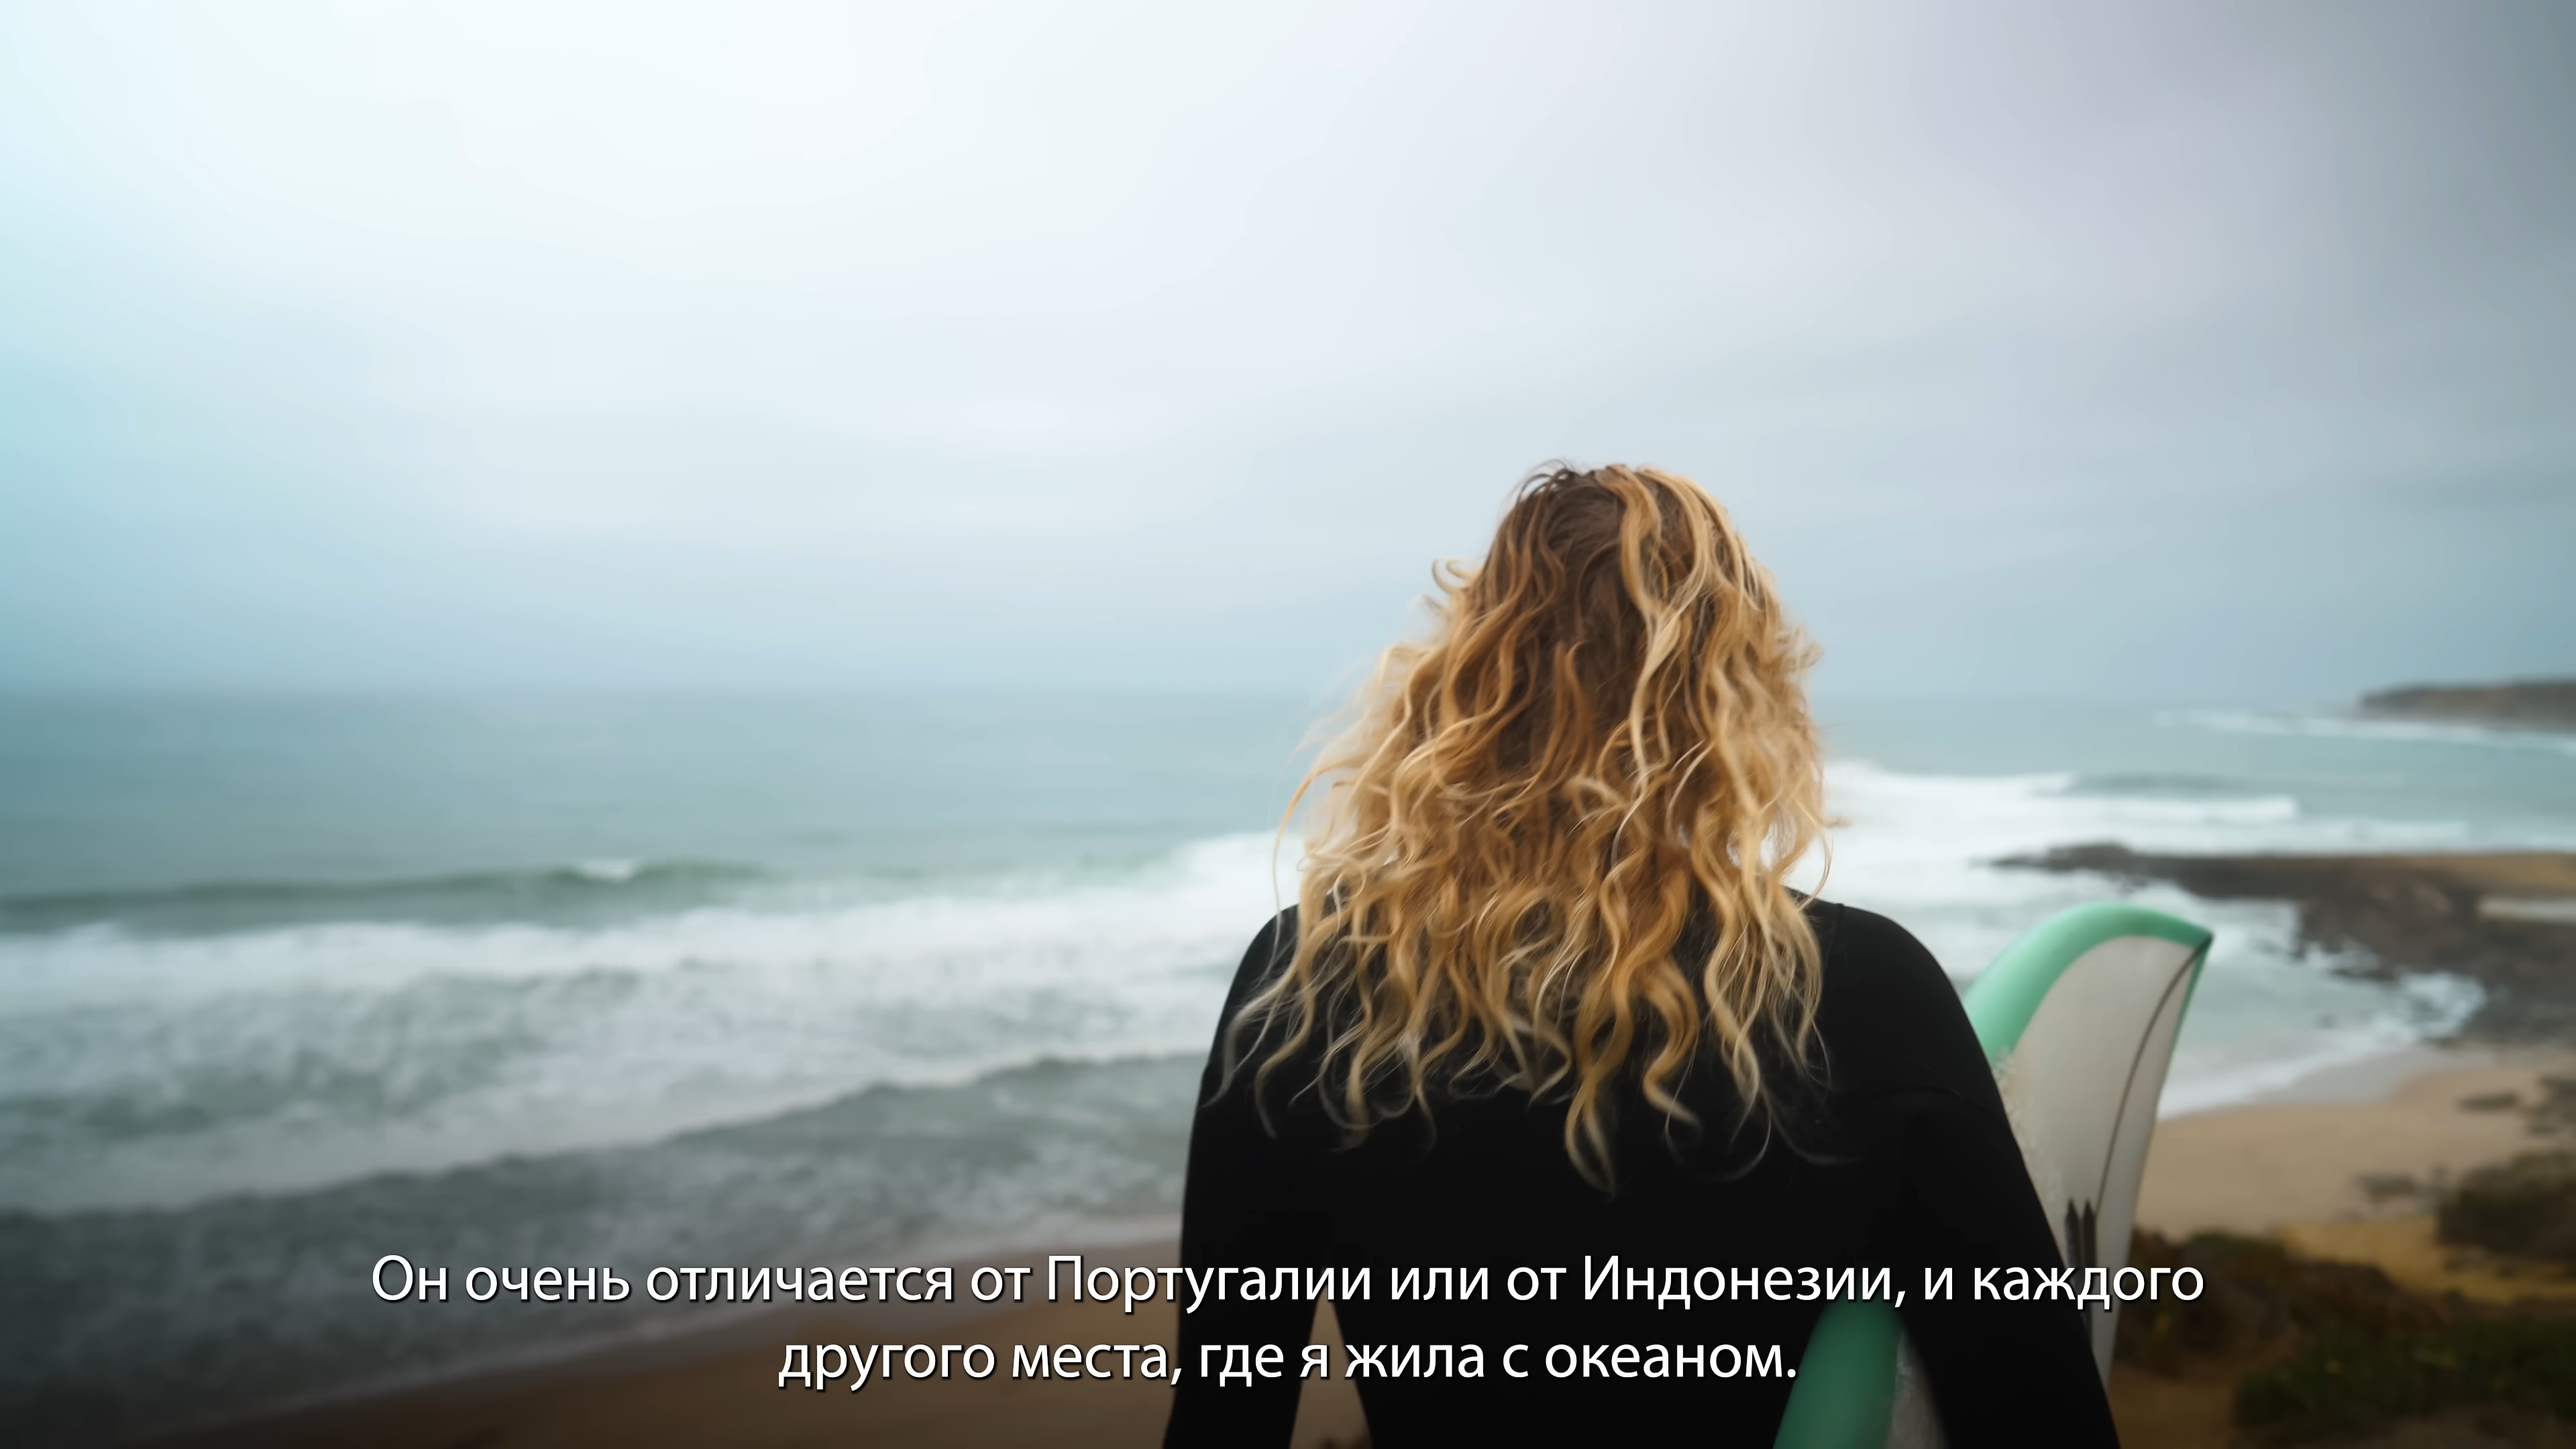 Он очень отличается от Португалии или от Индонезии, и каждого
другого места, где я жила с океаном.